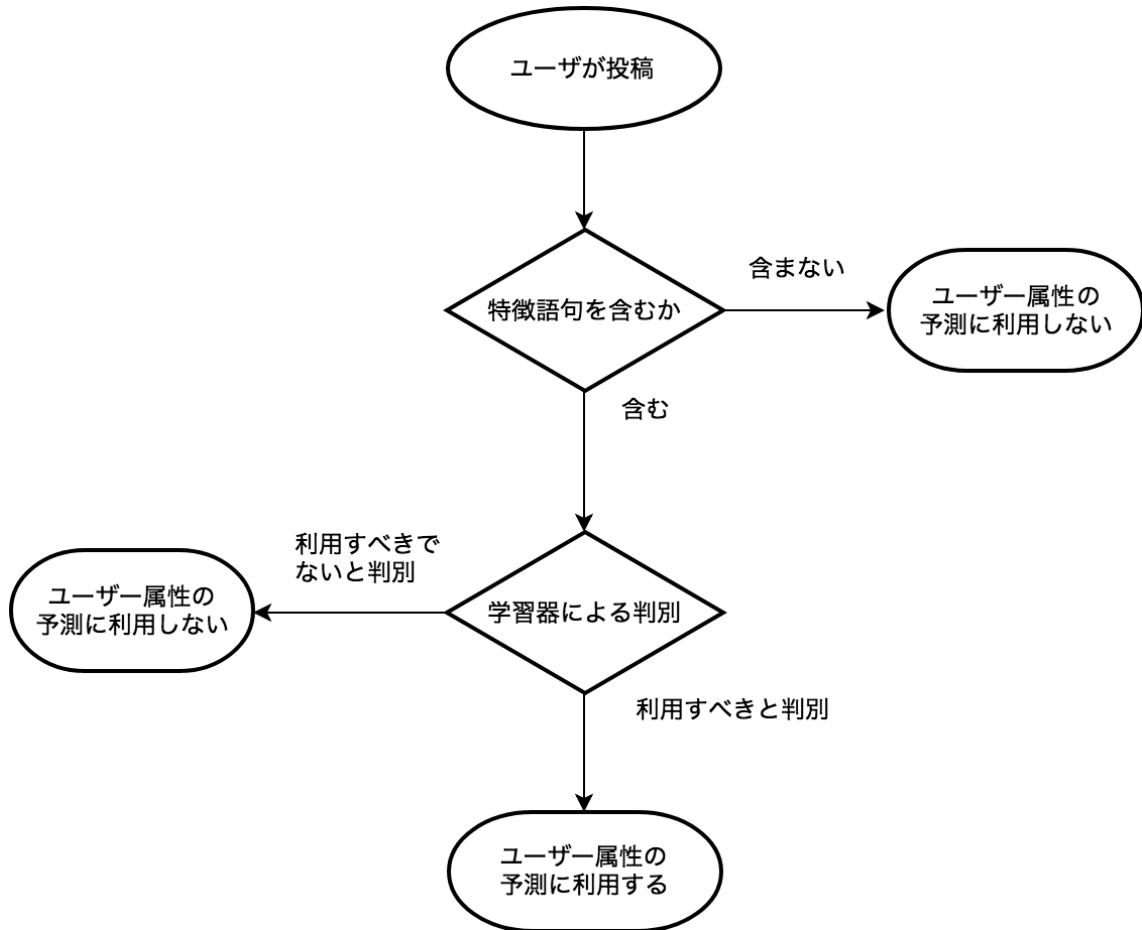 ユーザが投稿
特徴語句を含むか
含まない
ユーザー属性の
予測に利用しない
含む
利用すべきで
ないと判別
ユーザー属性の
予測に利用しない
学習器による判別
利用すべきと判別
ユーザー属性の
予測に利用する